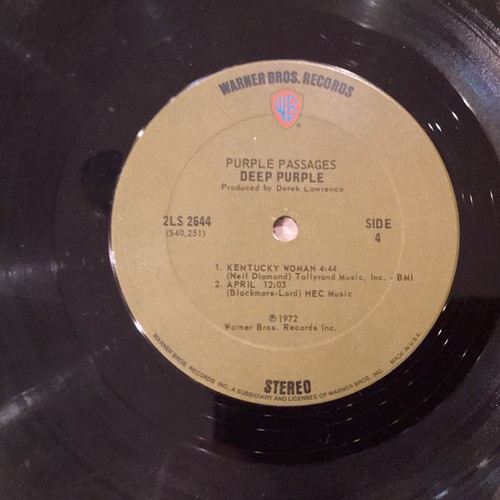 WARNER BROS. RECORDS
WB
®
PURPLE PASSAGES
DEEP PURPLE
Produced by Derek Lawrence
2LS 2644
(S40,251)
SIDE
4
1. KENTUCKY WOMAN 4:44
(Neil Diamond) Tallyrand Music, Inc. - BMI
2. APRIL 12:03
(Blackmore-Lord) HEC Music
℗ 1972
Warner Bros. Records Inc.
STEREO
WARNER BROS. RECORDS INC., A SUBSIDIARY AND LICENSEE OF WARNER BROS. INC. MADE IN U.S.A.